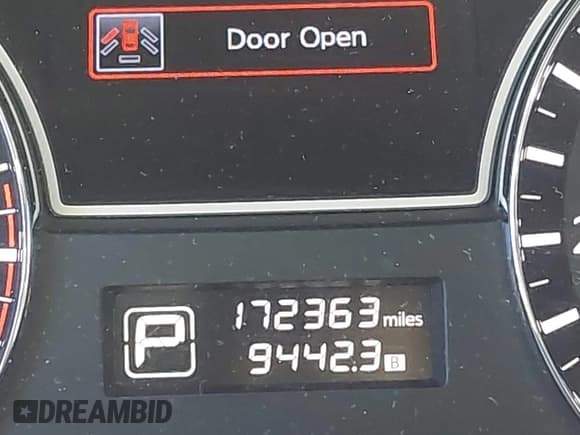 Door Open
P
172363 miles
9442.3 B
DREAMBID